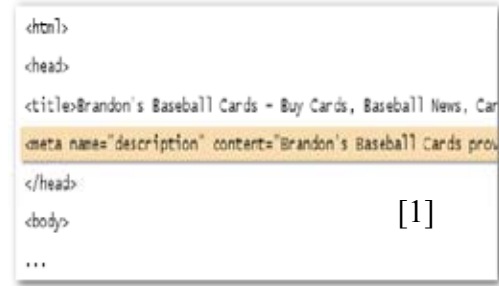 <html>
<head>
<title>Brandon's Baseball Cards - Buy Cards, Baseball News, Car
<meta name="description" content="Brandon's Baseball Cards prov
</head>
<body>
[1]
...